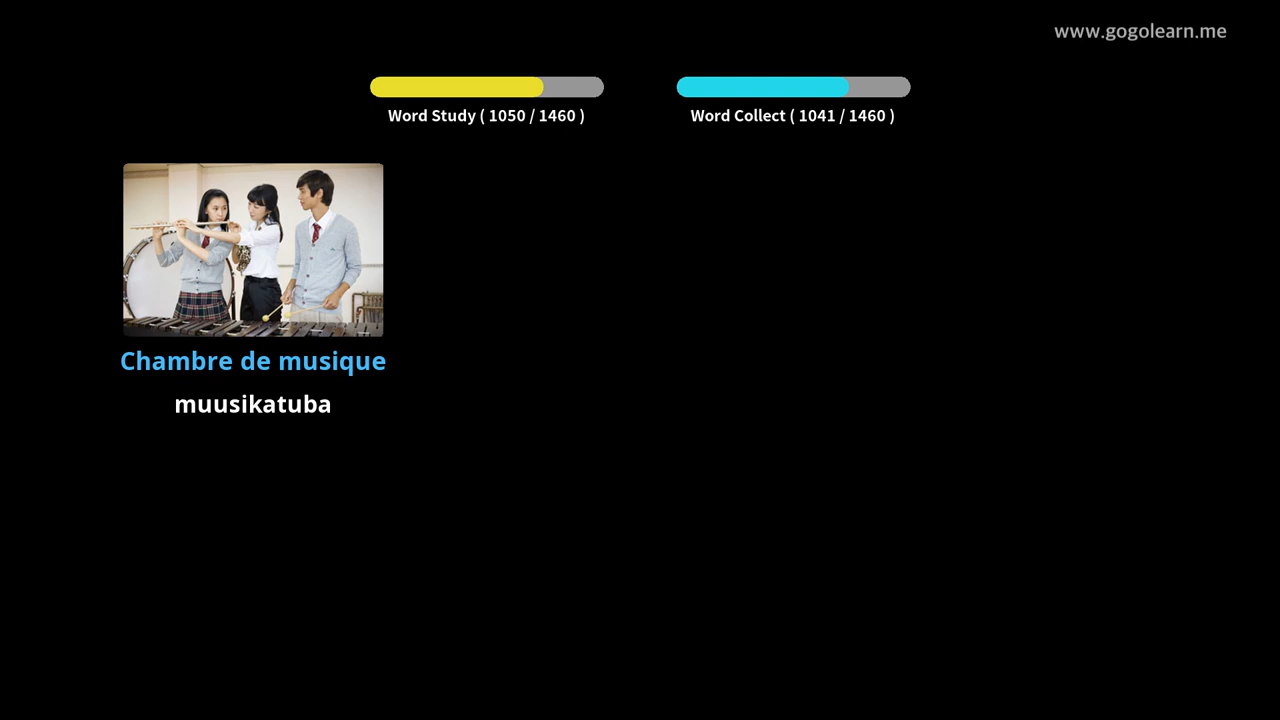 www.gogolearn.me
Word Study ( 1050 / 1460 )
Word Collect ( 1041 / 1460 )
Chambre de musique
muusikatuba